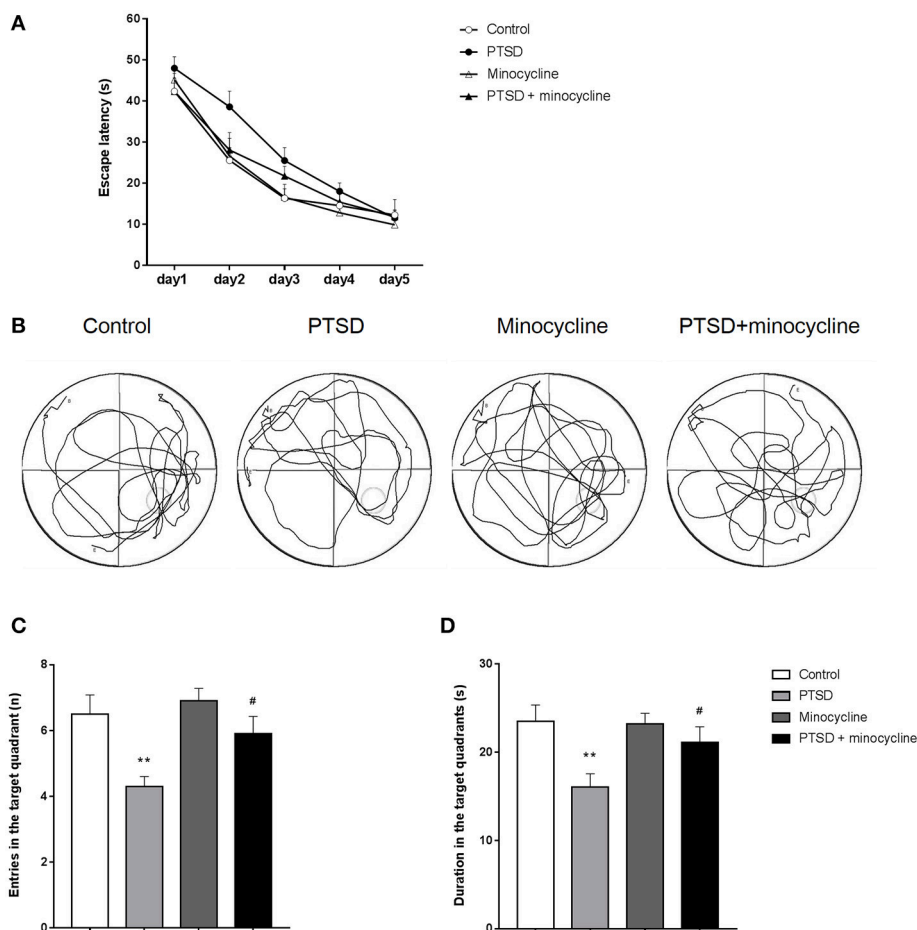 A
60
50
40
30
20
10
0
Escape latency (s)
day1 day2 day3 day4 day5
Control
PTSD
Minocycline
PTSD + minocycline
B
Control PTSD Minocycline PTSD+minocycline
C
8
6
4
2
0
Entries in the target quadrant (n)
**
#
D
30
20
10
0
Duration in the target quadrants (s)
**
#
Control
PTSD
Minocycline
PTSD + minocycline